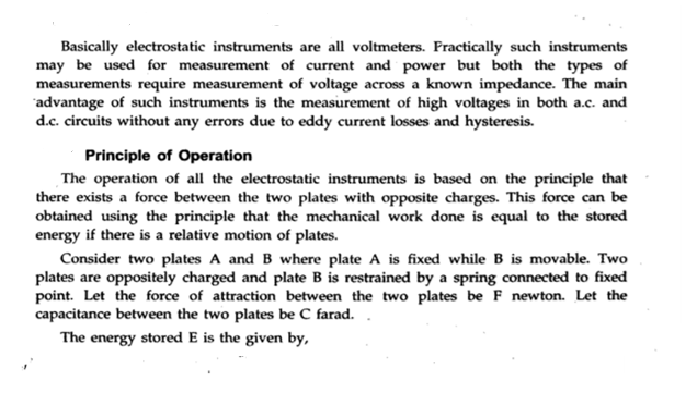 Basically electrostatic instruments are all voltmeters. Practically such instruments
may be used for measurement of current and power but both the types of
measurements require measurement of voltage across a known impedance. The main
advantage of such instruments is the measurement of high voltages in both a.c. and
d.c. circuits without any errors due to eddy current losses and hysteresis.
Principle of Operation
The operation of all the electrostatic instruments is based on the principle that
there exists a force between the two plates with opposite charges. This force can be
obtained using the principle that the mechanical work done is equal to the stored
energy if there is a relative motion of plates.
Consider two plates A and B where plate A is fixed while B is movable. Two
plates are oppositely charged and plate B is restrained by a spring connected to fixed
point. Let the force of attraction between the two plates be F newton. Let the
capacitance between the two plates be C farad.
The energy stored E is the given by,